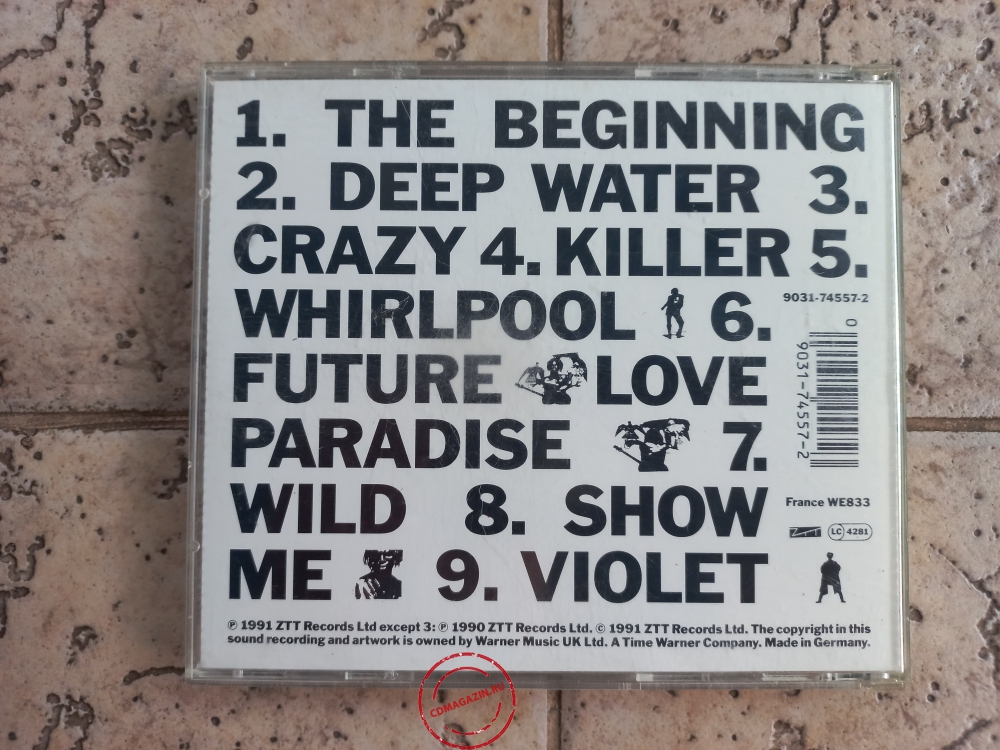 1. THE BEGINNING
2. DEEP WATER 3.
CRAZY 4. KILLER 5.
WHIRLPOOL 6.
FUTURE LOVE
PARADISE 7.
WILD 8. SHOW
ME 9. VIOLET
9031-74557-2
0
9031-74557-2
France WE833
ZTT LC 4281
℗ 1991 ZTT Records Ltd except 3: ℗ 1990 ZTT Records Ltd. © 1991 ZTT Records Ltd. The copyright in this
sound recording and artwork is owned by Warner Music UK Ltd. A Time Warner Company. Made in Germany.
CDMAGAZIN.RU